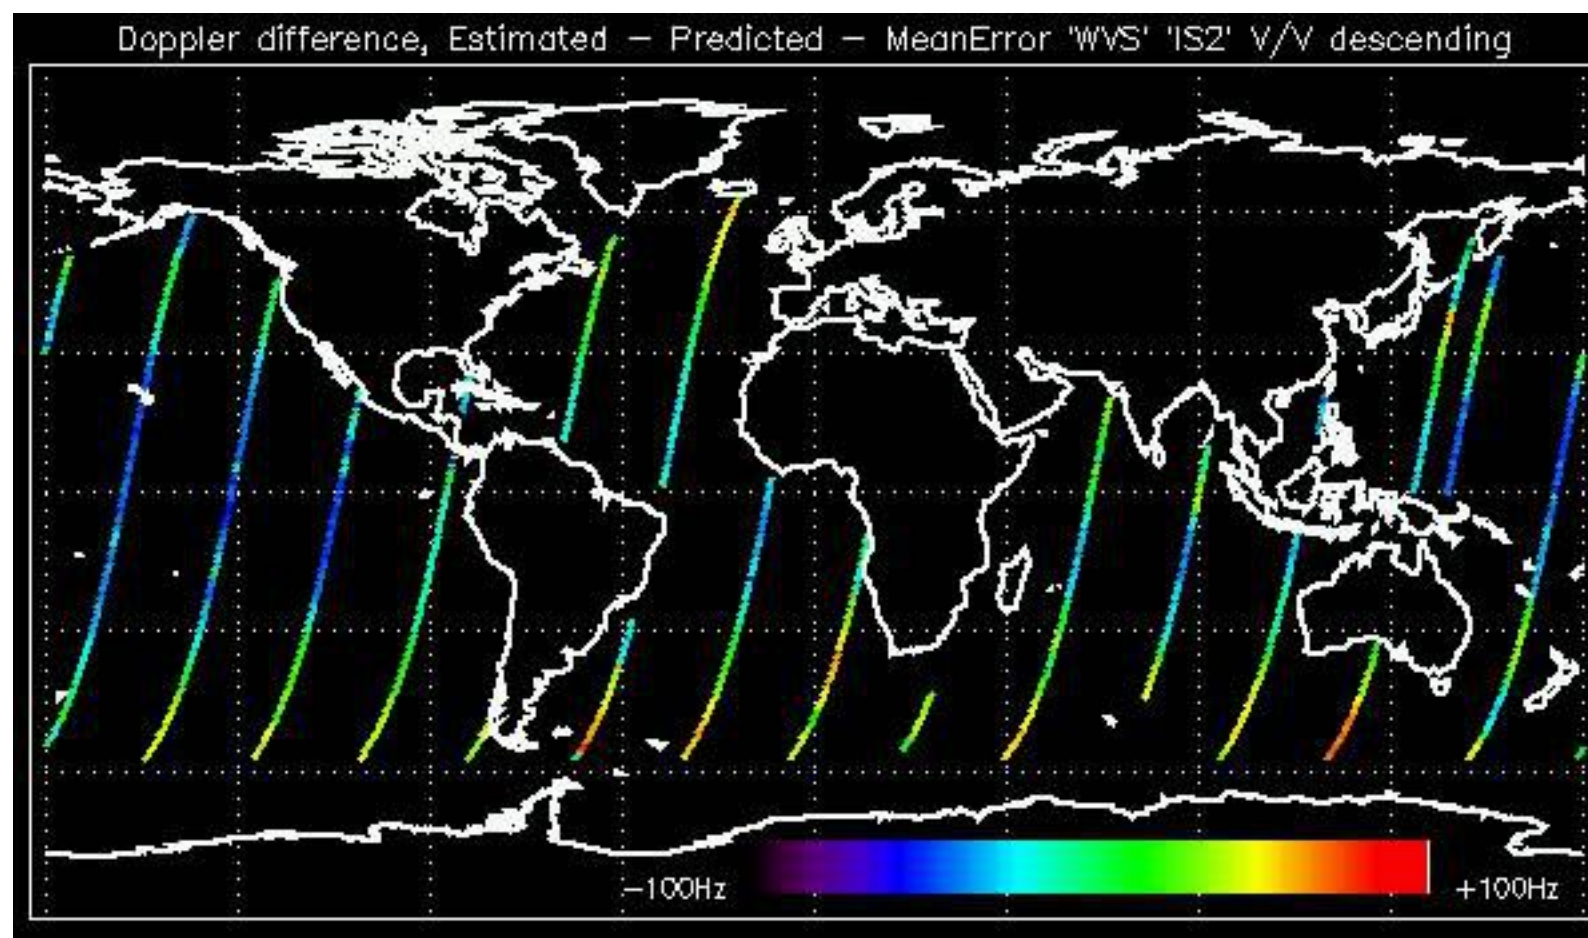 Doppler difference, Estimated – Predicted – MeanError 'WVS' 'IS2' V/V descending
–100Hz +100Hz